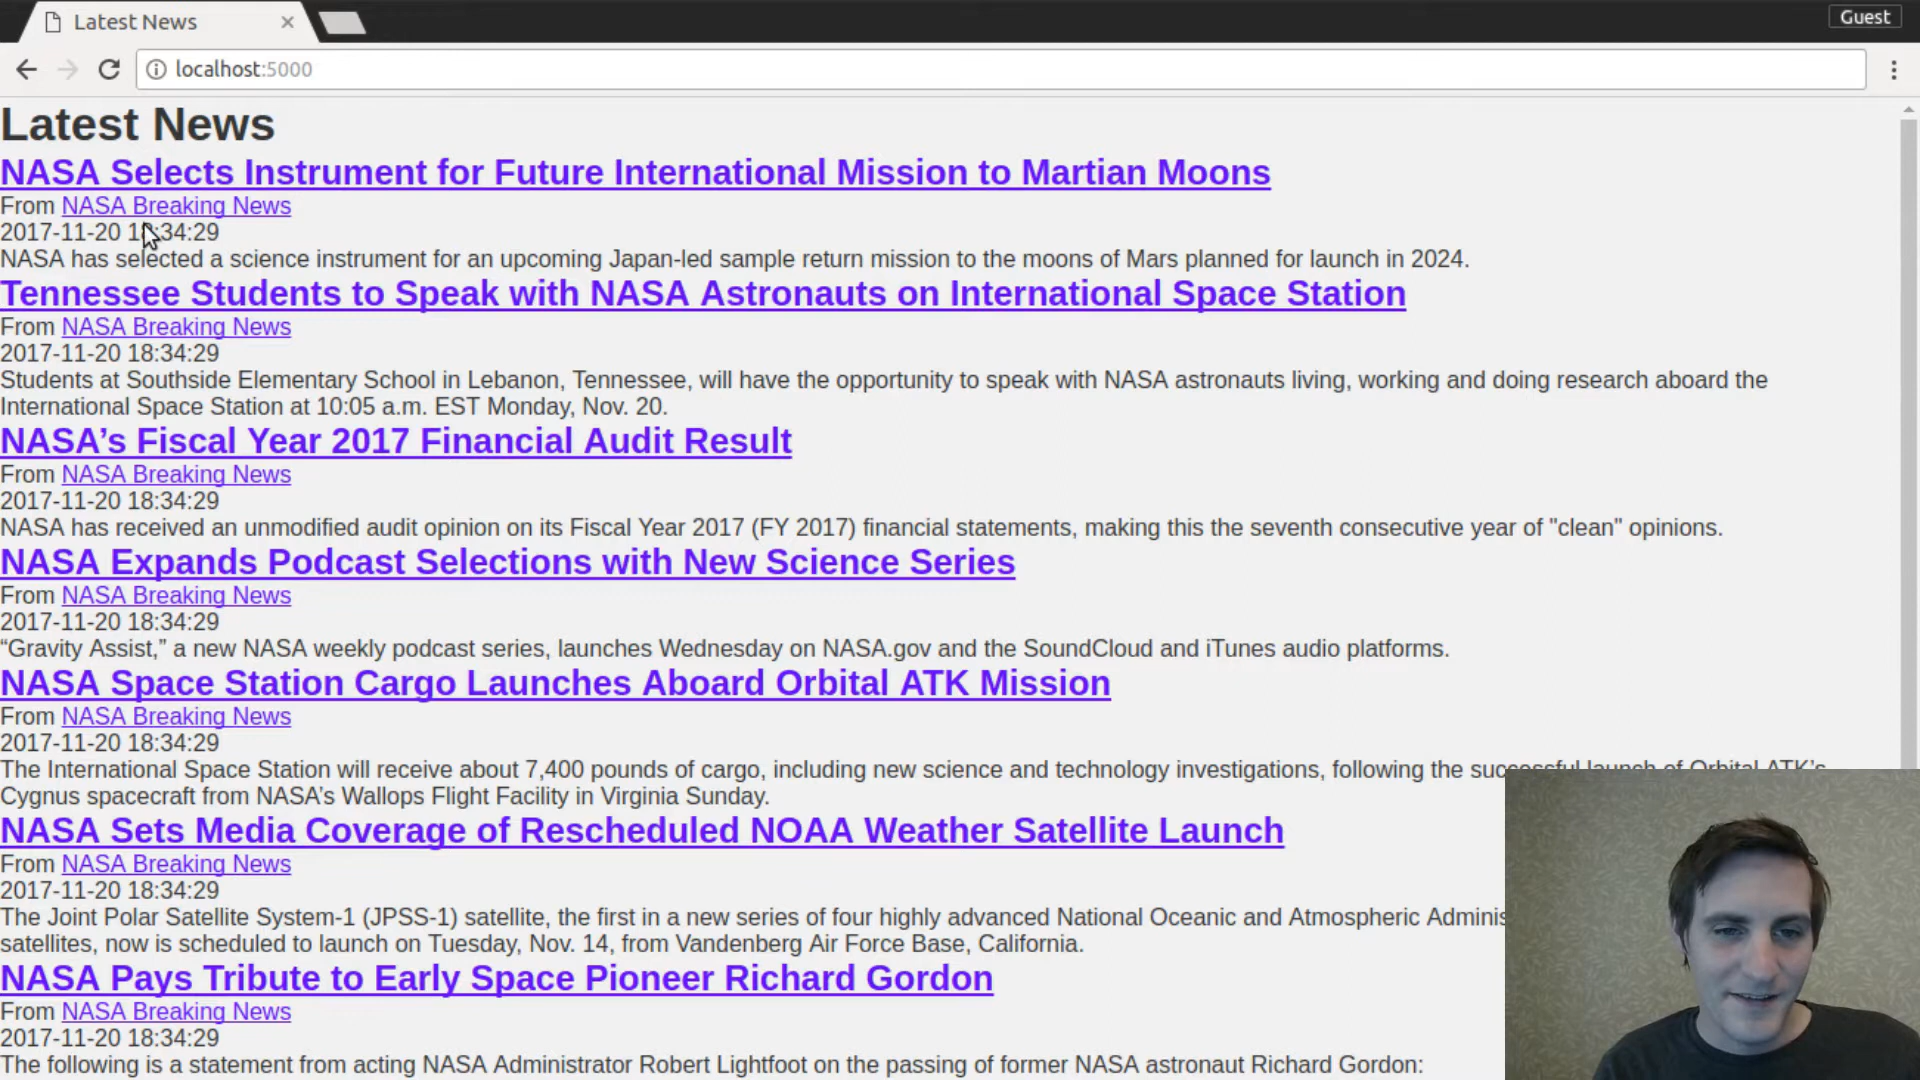 Latest News
Guest
localhost:5000
Latest News
NASA Selects Instrument for Future International Mission to Martian Moons
From NASA Breaking News
2017-11-20 18:34:29
NASA has selected a science instrument for an upcoming Japan-led sample return mission to the moons of Mars planned for launch in 2024.
Tennessee Students to Speak with NASA Astronauts on International Space Station
From NASA Breaking News
2017-11-20 18:34:29
Students at Southside Elementary School in Lebanon, Tennessee, will have the opportunity to speak with NASA astronauts living, working and doing research aboard the
International Space Station at 10:05 a.m. EST Monday, Nov. 20.
NASA’s Fiscal Year 2017 Financial Audit Result
From NASA Breaking News
2017-11-20 18:34:29
NASA has received an unmodified audit opinion on its Fiscal Year 2017 (FY 2017) financial statements, making this the seventh consecutive year of "clean" opinions.
NASA Expands Podcast Selections with New Science Series
From NASA Breaking News
2017-11-20 18:34:29
“Gravity Assist,” a new NASA weekly podcast series, launches Wednesday on NASA.gov and the SoundCloud and iTunes audio platforms.
NASA Space Station Cargo Launches Aboard Orbital ATK Mission
From NASA Breaking News
2017-11-20 18:34:29
The International Space Station will receive about 7,400 pounds of cargo, including new science and technology investigations, following the successful launch of Orbital ATK’s
Cygnus spacecraft from NASA’s Wallops Flight Facility in Virginia Sunday.
NASA Sets Media Coverage of Rescheduled NOAA Weather Satellite Launch
From NASA Breaking News
2017-11-20 18:34:29
The Joint Polar Satellite System-1 (JPSS-1) satellite, the first in a new series of four highly advanced National Oceanic and Atmospheric Adminis
satellites, now is scheduled to launch on Tuesday, Nov. 14, from Vandenberg Air Force Base, California.
NASA Pays Tribute to Early Space Pioneer Richard Gordon
From NASA Breaking News
2017-11-20 18:34:29
The following is a statement from acting NASA Administrator Robert Lightfoot on the passing of former NASA astronaut Richard Gordon: